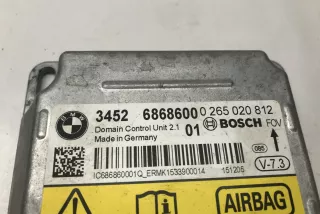 3452 6868600 0 265 020 812
Domain Control Unit 2.1 01 BOSCH FOV
Made in Germany
085
IC686860001Q_ERMK1533900014 151205 V-7.3
AIRBAG